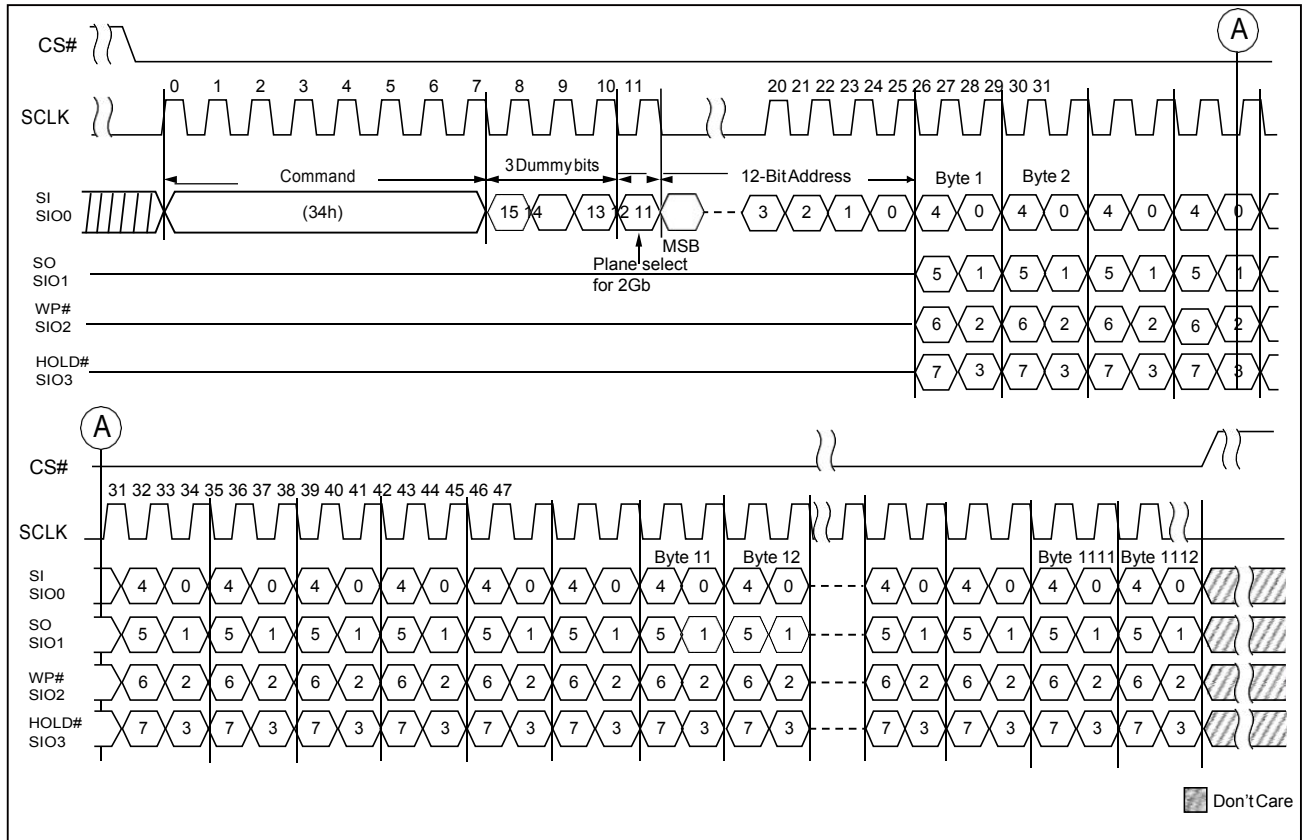 A
CS#
0 1 2 3 4 5 6 7 8 9 10 11 20 21 22 23 24 25 26 27 28 29 30 31
SCLK
Command 3 Dummy bits 12-Bit Address Byte 1 Byte 2
SI
SIO0
(34h) 15 14 13 12 11 3 2 1 0 4 0 4 0 4 0 4 0
MSB
Plane select
for 2Gb
SO
SIO1
5 1 5 1 5 1 5 1
WP#
SIO2
6 2 6 2 6 2 6 2
HOLD#
SIO3
7 3 7 3 7 3 7 3
A
CS#
31 32 33 34 35 36 37 38 39 40 41 42 43 44 45 46 47
SCLK
Byte 11 Byte 12 Byte 1111 Byte 1112
SI
SIO0
4 0 4 0 4 0 4 0 4 0 4 0 4 0 4 0 4 0 4 0 4 0 4 0
SO
SIO1
5 1 5 1 5 1 5 1 5 1 5 1 5 1 5 1 5 1 5 1 5 1 5 1
WP#
SIO2
6 2 6 2 6 2 6 2 6 2 6 2 6 2 6 2 6 2 6 2 6 2 6 2
HOLD#
SIO3
7 3 7 3 7 3 7 3 7 3 7 3 7 3 7 3 7 3 7 3 7 3 7 3
Don't Care